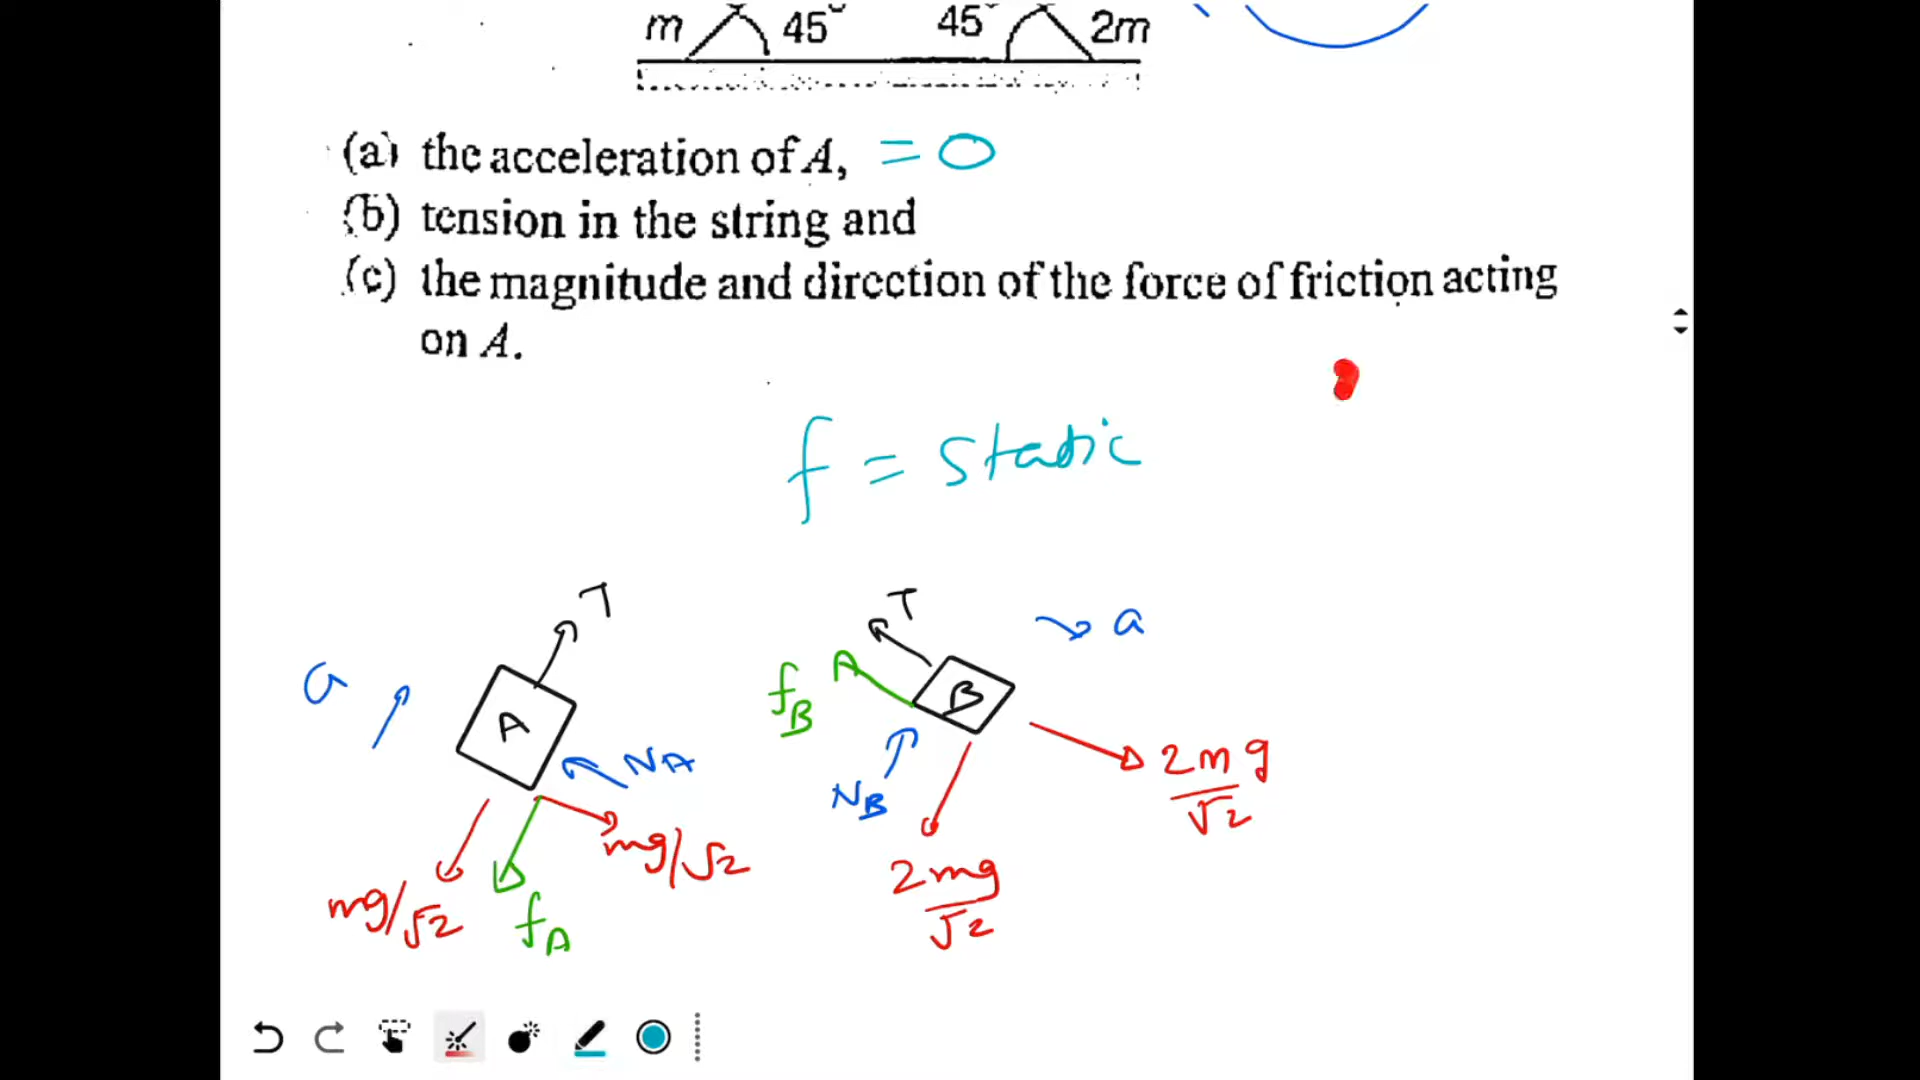 m 45° 45° 2m
(a) the acceleration of A, = 0
(b) tension in the string and
(c) the magnitude and direction of the force of friction acting
on A.
f = static
T T a
a A fB B
NA NB 2mg/√2
mg/√2 mg/√2 fA 2mg/√2